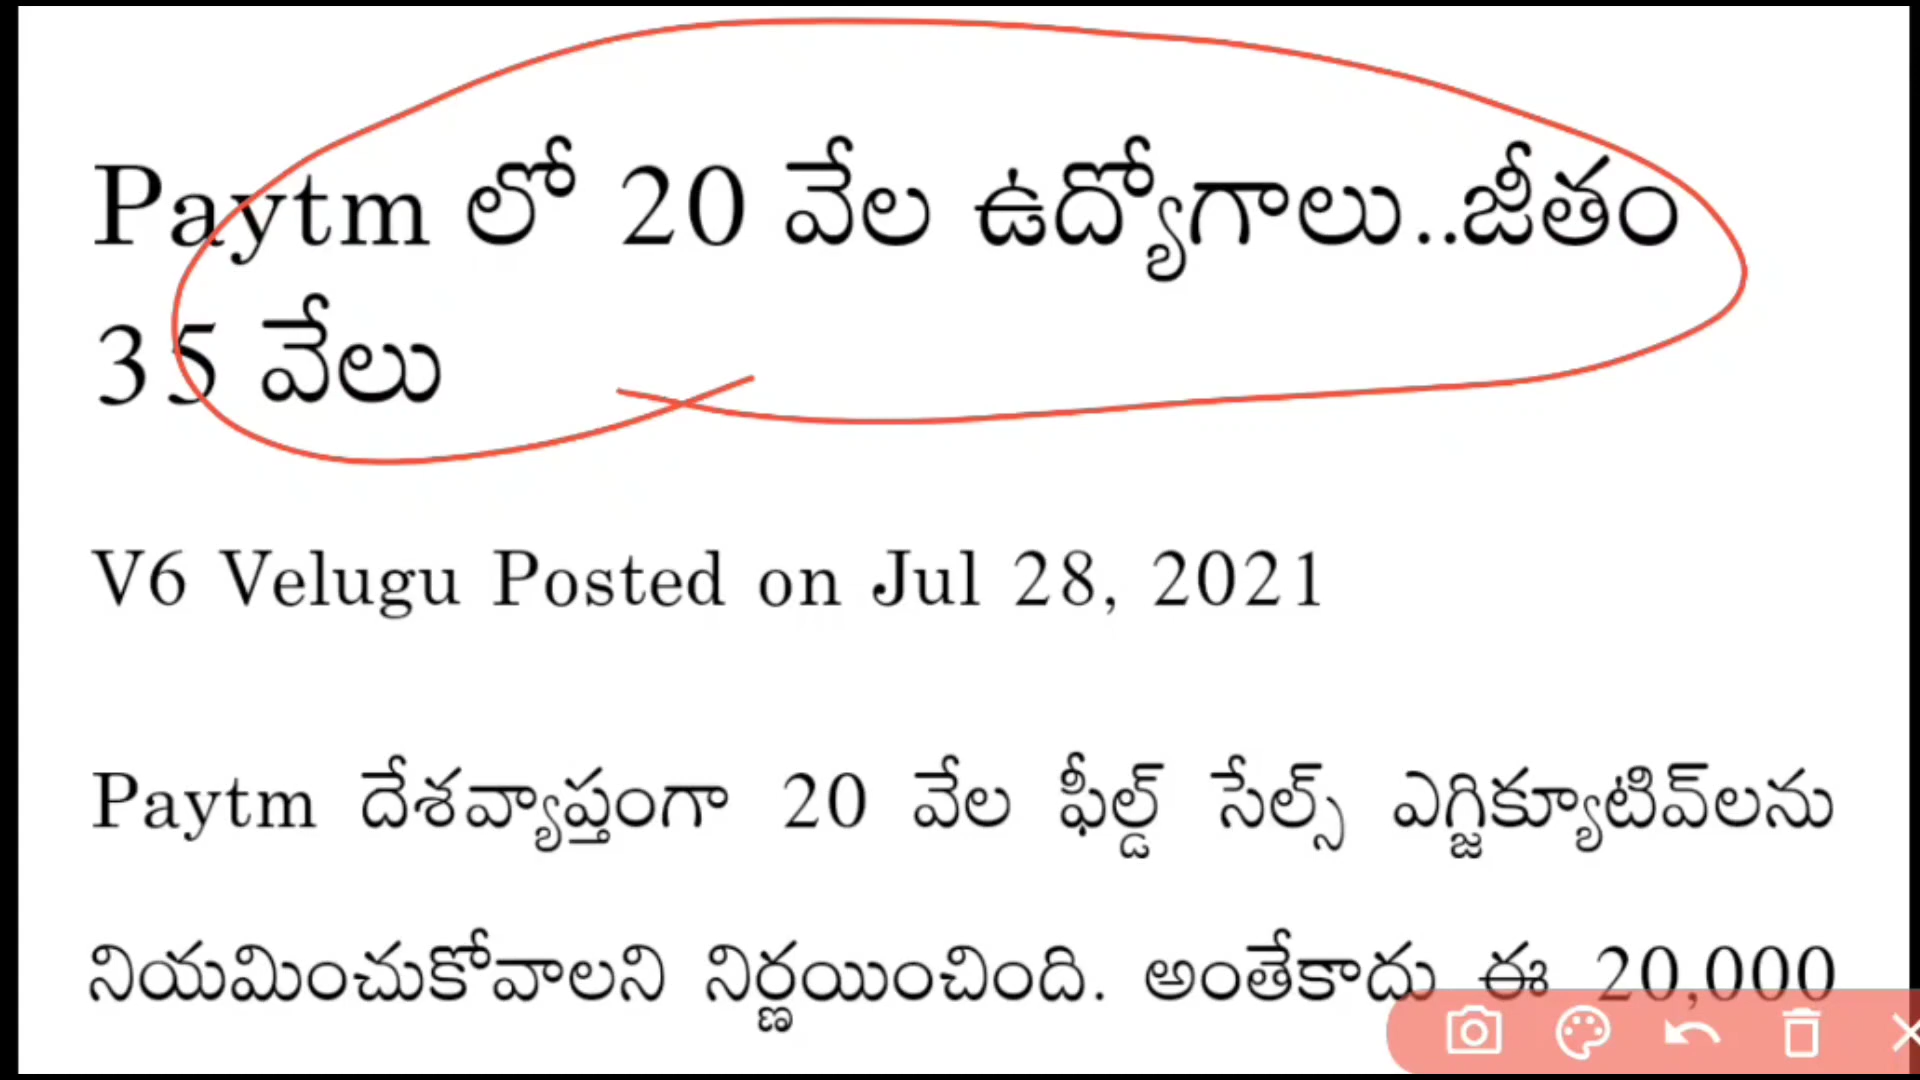 Paytm లో 20 వేల ఉద్యోగాలు..జీతం
35 వేలు
V6 Velugu Posted on Jul 28, 2021
Paytm దేశవ్యాప్తంగా 20 వేల ఫీల్డ్ సేల్స్ ఎగ్జిక్యూటివ్‌లను
నియమించుకోవాలని నిర్ణయించింది. అంతేకాదు ఈ 20,000